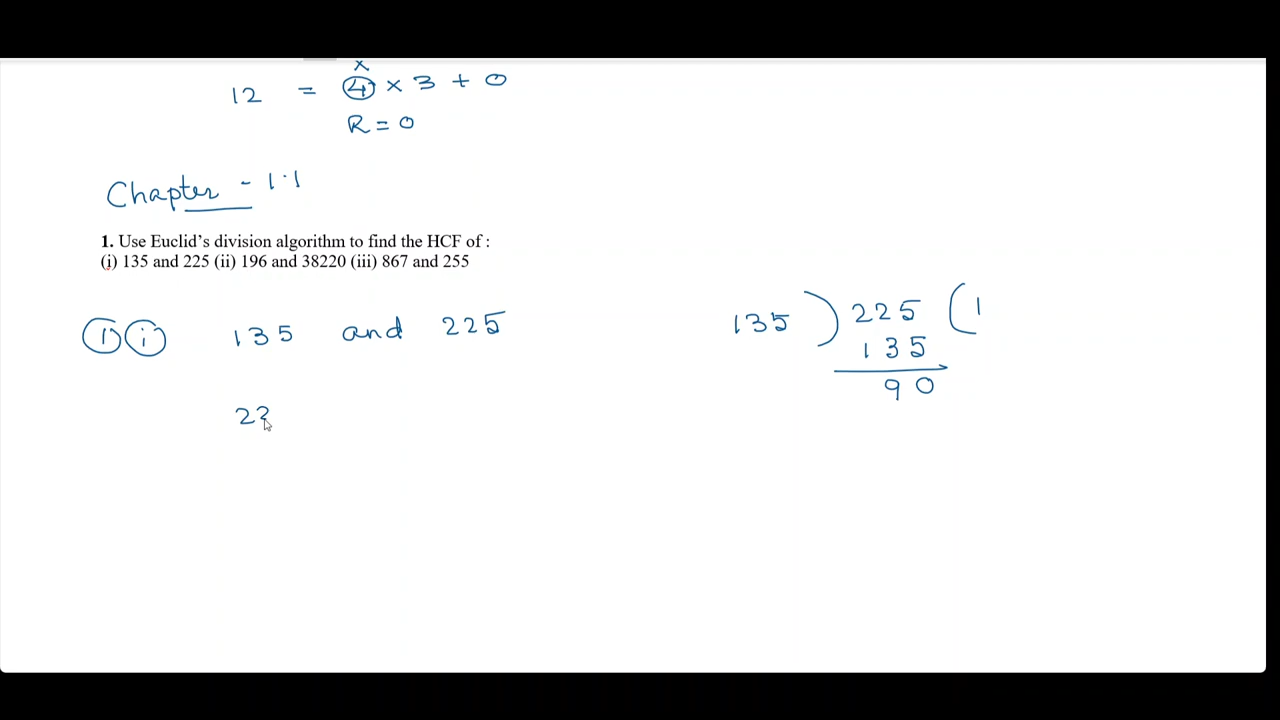 x
12 = 4 × 3 + 0
R = 0
Chapter - 1.1
1. Use Euclid's division algorithm to find the HCF of :
(i) 135 and 225 (ii) 196 and 38220 (iii) 867 and 255
1 i 135 and 225
135 ) 225 ( 1
135
90
22